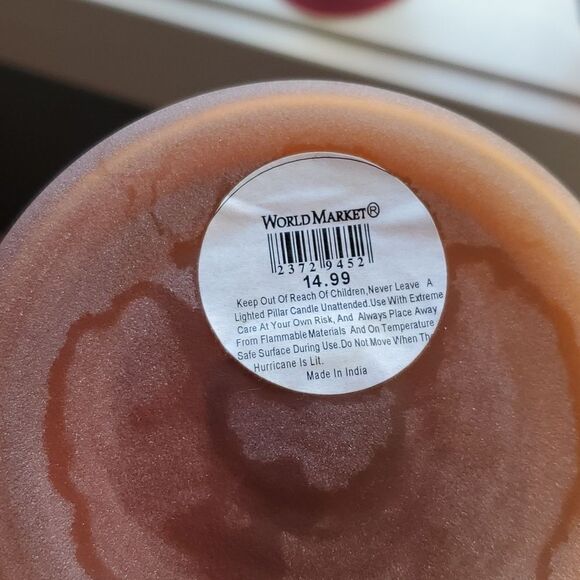 WORLD MARKET®
2372 9452
14.99
Keep Out Of Reach Of Children,Never Leave A
Lighted Pillar Candle Unattended.Use With Extreme
Care At Your Own Risk,And Always Place Away
From Flammable Materials And On Temperature
Safe Surface During Use.Do Not Move When Th
Hurricane Is Lit.
Made In India